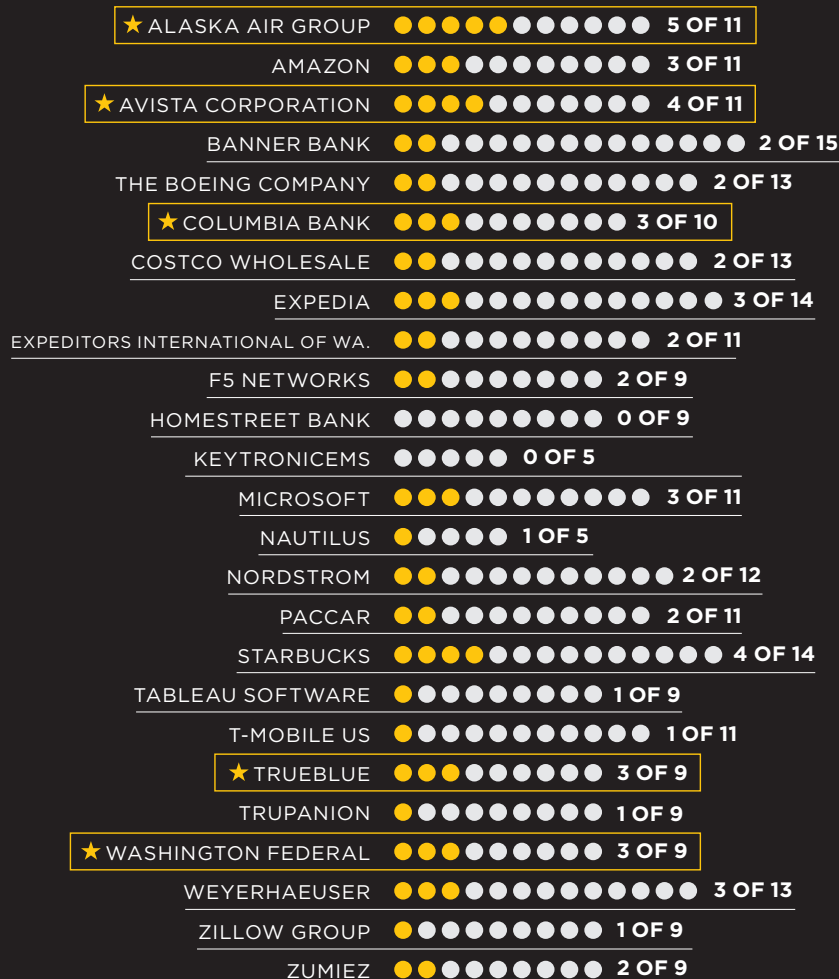 ALASKA AIR GROUP 5 OF 11
AMAZON 3 OF 11
AVISTA CORPORATION 4 OF 11
BANNER BANK 2 OF 15
THE BOEING COMPANY 2 OF 13
COLUMBIA BANK 3 OF 10
COSTCO WHOLESALE 2 OF 13
EXPEDIA 3 OF 14
EXPEDITORS INTERNATIONAL OF WA. 2 OF 11
F5 NETWORKS 2 OF 9
HOMESTREET BANK 0 OF 9
KEYTRONICEMS 0 OF 5
MICROSOFT 3 OF 11
NAUTILUS 1 OF 5
NORDSTROM 2 OF 12
PACCAR 2 OF 11
STARBUCKS 4 OF 14
TABLEAU SOFTWARE 1 OF 9
T-MOBILE US 1 OF 11
TRUEBLUE 3 OF 9
TRUPANION 1 OF 9
WASHINGTON FEDERAL 3 OF 9
WEYERHAEUSER 3 OF 13
ZILLOW GROUP 1 OF 9
ZUMIEZ 2 OF 9